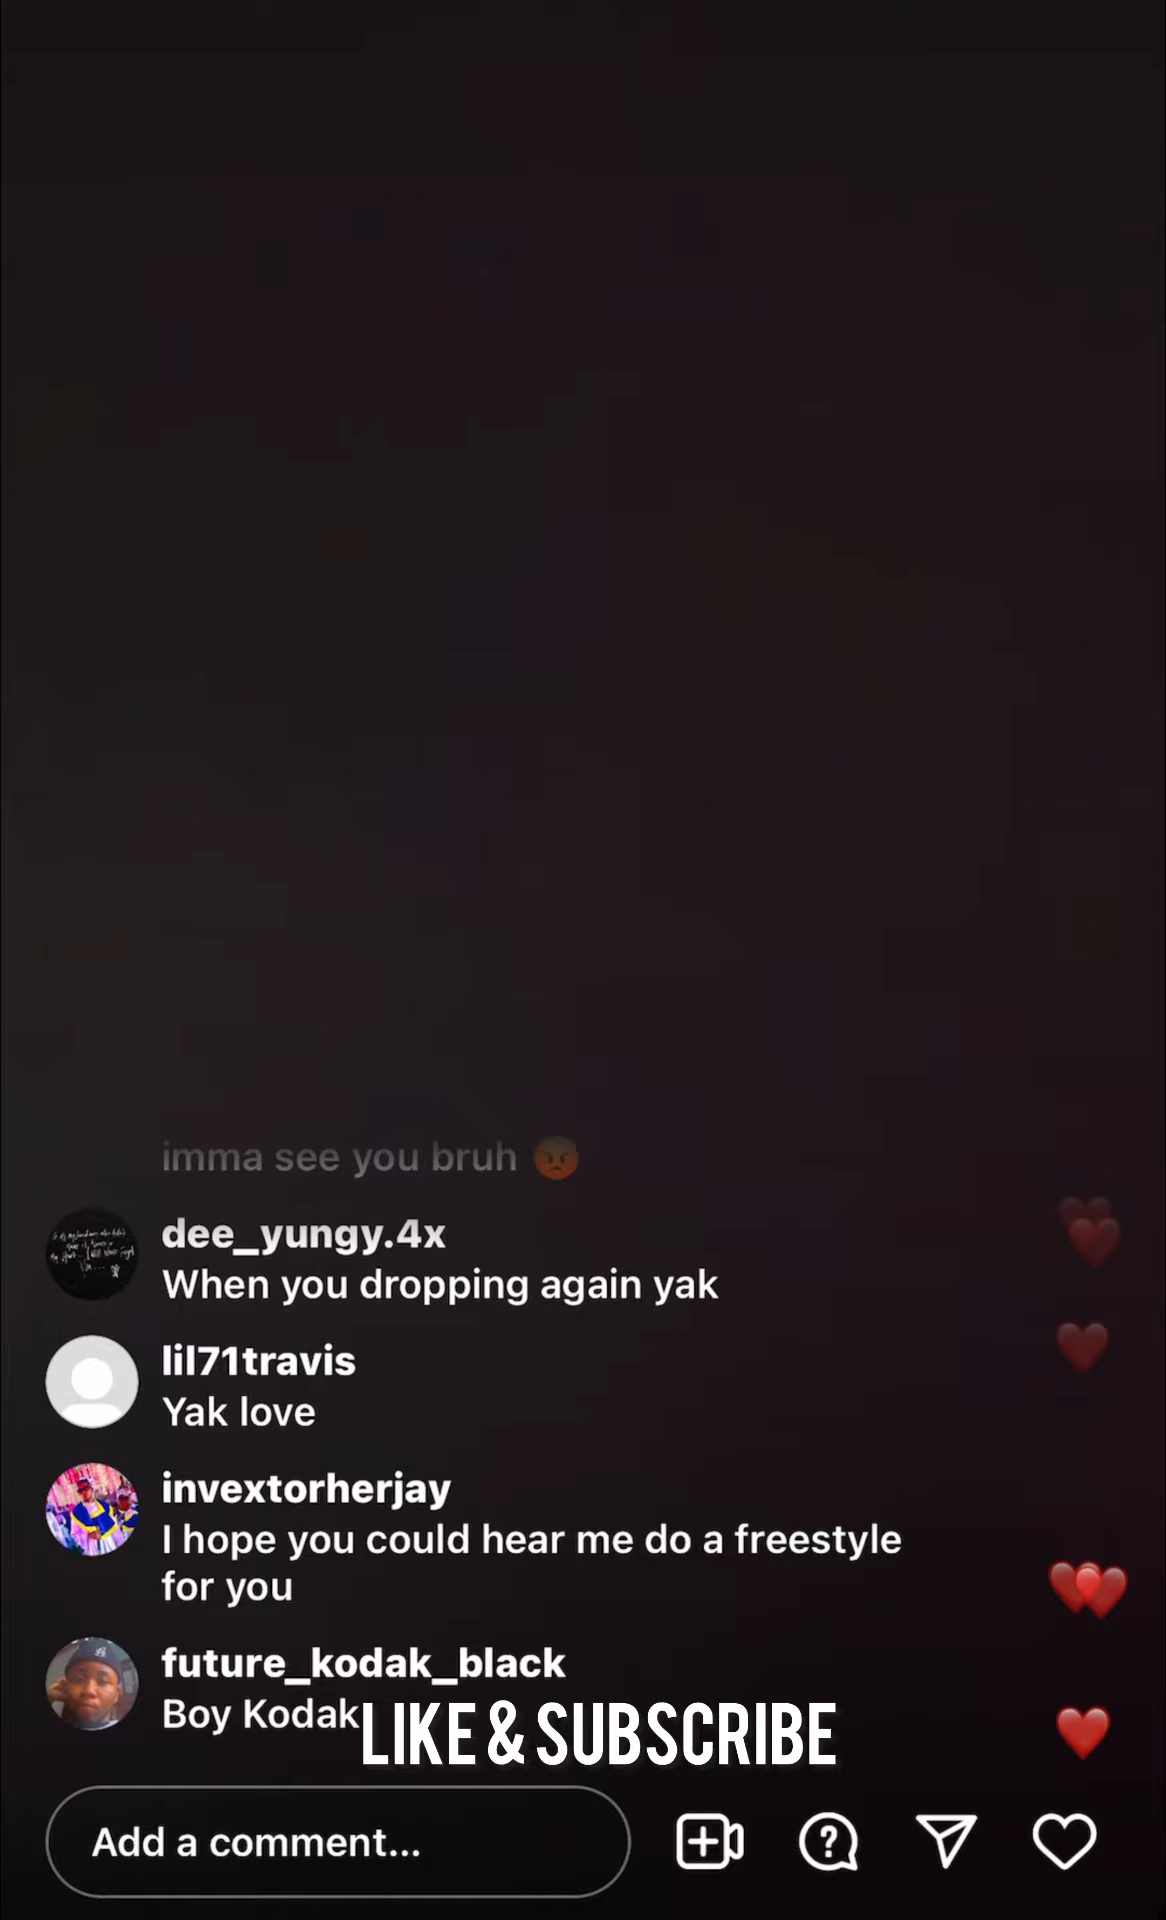 imma see you bruh 😡
dee_yungy.4x
When you dropping again yak
lil71travis
Yak love
invextorherjay
I hope you could hear me do a freestyle
for you
future_kodak_black
Boy Kodak
LIKE & SUBSCRIBE
Add a comment...